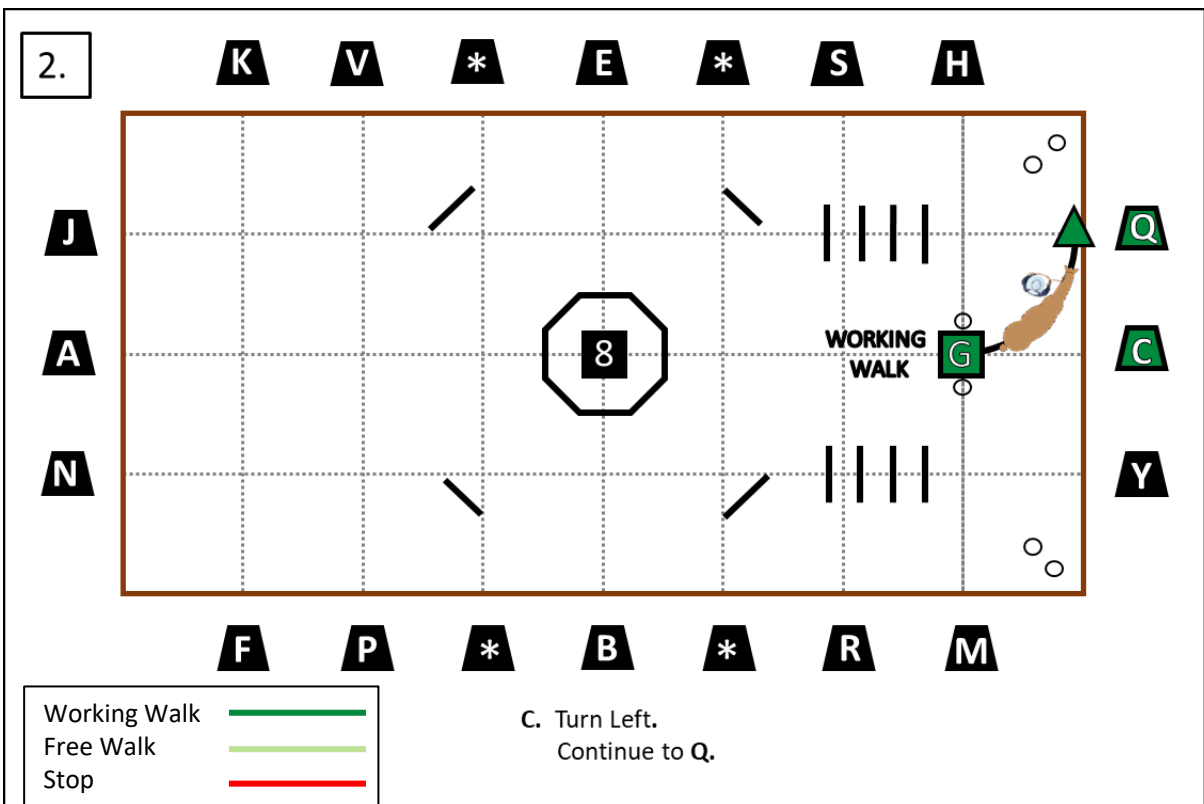 2.
K V * E * S H
J Q
WORKING
A 8 G C
WALK
N Y
F P * B * R M
Working Walk
Free Walk
Stop
C. Turn Left.
Continue to Q.